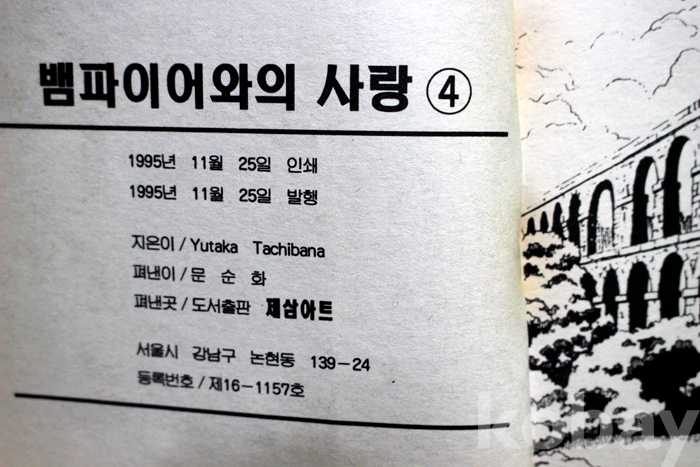 뱀파이어와의 사랑 ④
1995년 11월 25일 인쇄
1995년 11월 25일 발행
지은이/Yutaka Tachibana
펴낸이/문 순 화
펴낸곳/도서출판 제삼아트
서울시 강남구 논현동 139-24
등록번호/제16-1157호
kobay